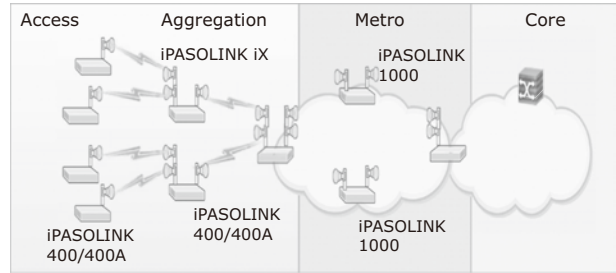 Access
Aggregation
Metro
Core
iPASOLINK iX
iPASOLINK
1000
iPASOLINK
400/400A
iPASOLINK
400/400A
iPASOLINK
1000